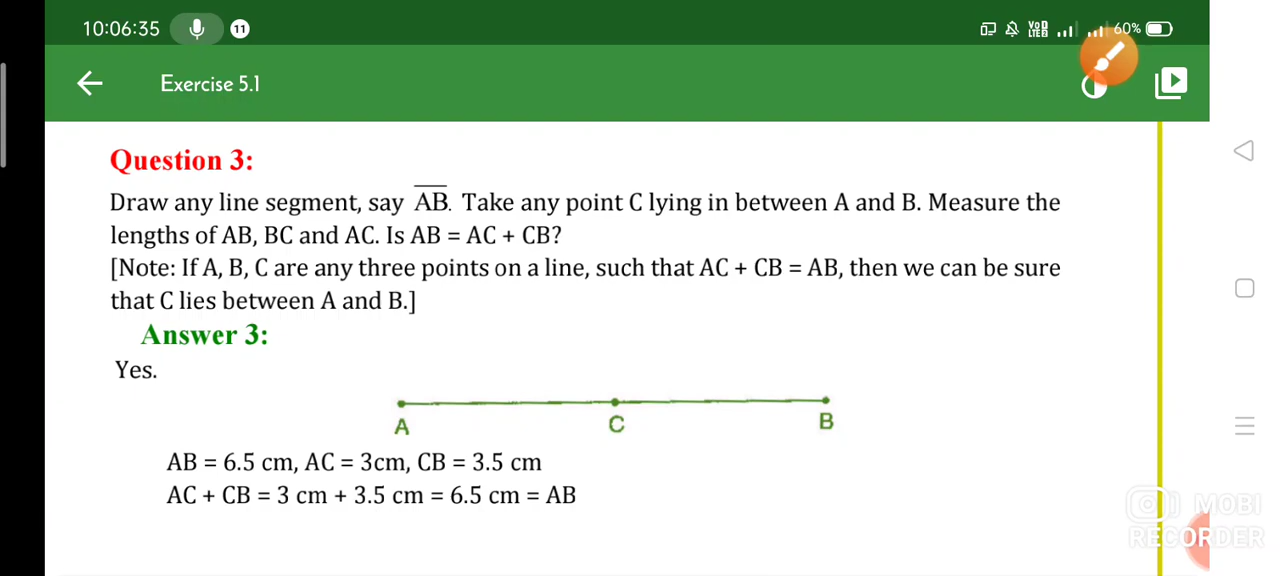 10:06:35 11 VoD LTE 60%
Exercise 5.1
Question 3:
Draw any line segment, say AB. Take any point C lying in between A and B. Measure the
lengths of AB, BC and AC. Is AB = AC + CB?
[Note: If A, B, C are any three points on a line, such that AC + CB = AB, then we can be sure
that C lies between A and B.]
Answer 3:
Yes.
A C B
AB = 6.5 cm, AC = 3cm, CB = 3.5 cm
AC + CB = 3 cm + 3.5 cm = 6.5 cm = AB
MOBI
RECORDER